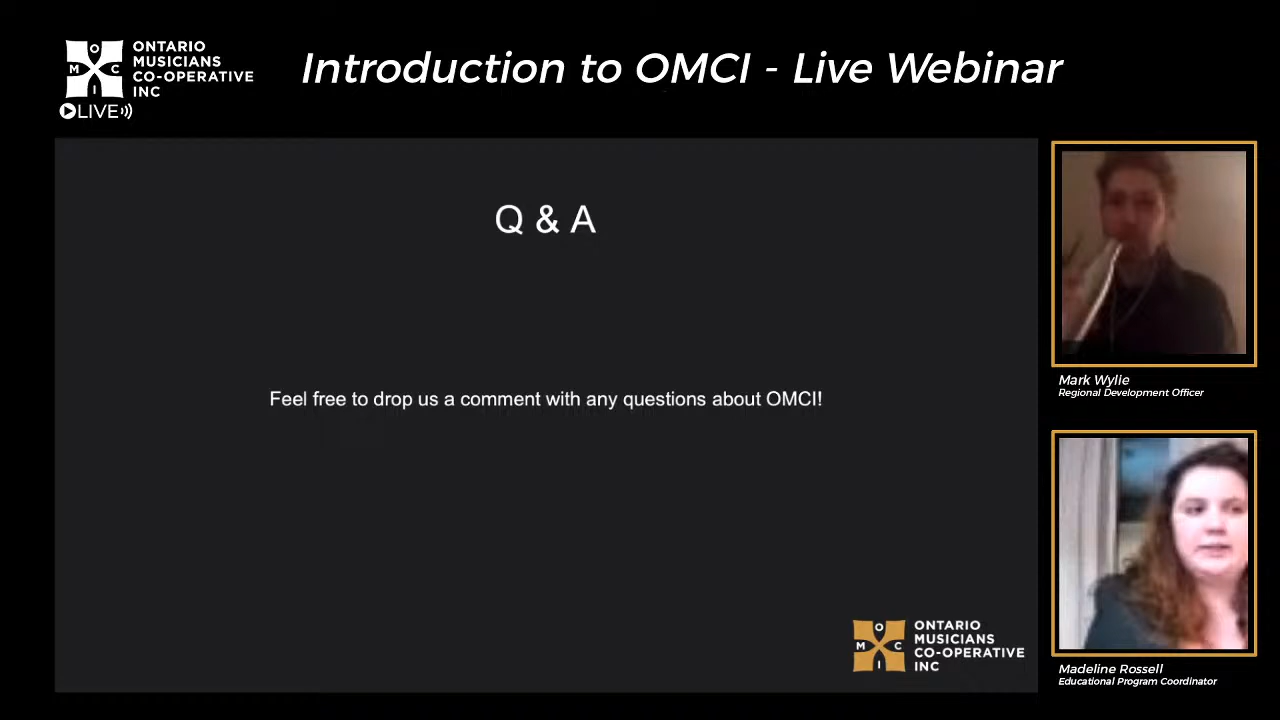 ONTARIO
MUSICIANS
CO-OPERATIVE
INC
O
M C
I
LIVE
Introduction to OMCI - Live Webinar
Q & A
Feel free to drop us a comment with any questions about OMCI!
O
M C
I
ONTARIO
MUSICIANS
CO-OPERATIVE
INC
Mark Wylie
Regional Development Officer
Madeline Rossell
Educational Program Coordinator